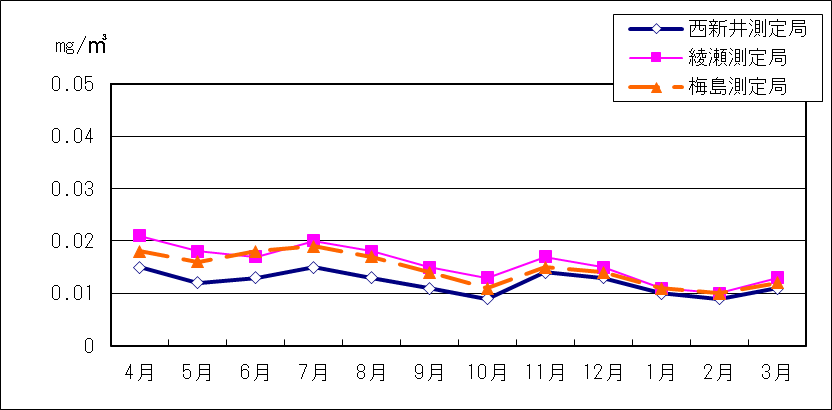 mg/㎥
西新井測定局
綾瀬測定局
梅島測定局
0.05
0.04
0.03
0.02
0.01
0
4月 5月 6月 7月 8月 9月 10月 11月 12月 1月 2月 3月